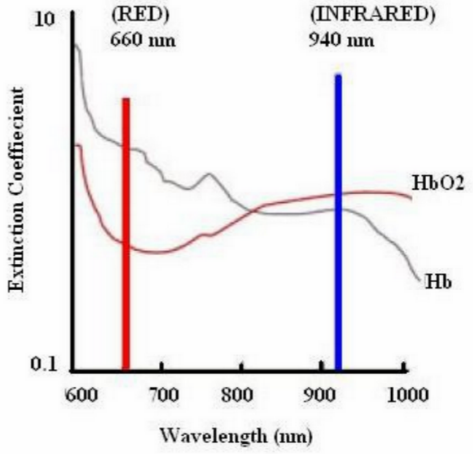 (RED)
660 nm
(INFRARED)
940 nm
10
Extinction Coeffiecient
HbO2
Hb
0.1
600 700 800 900 1000
Wavelength (nm)